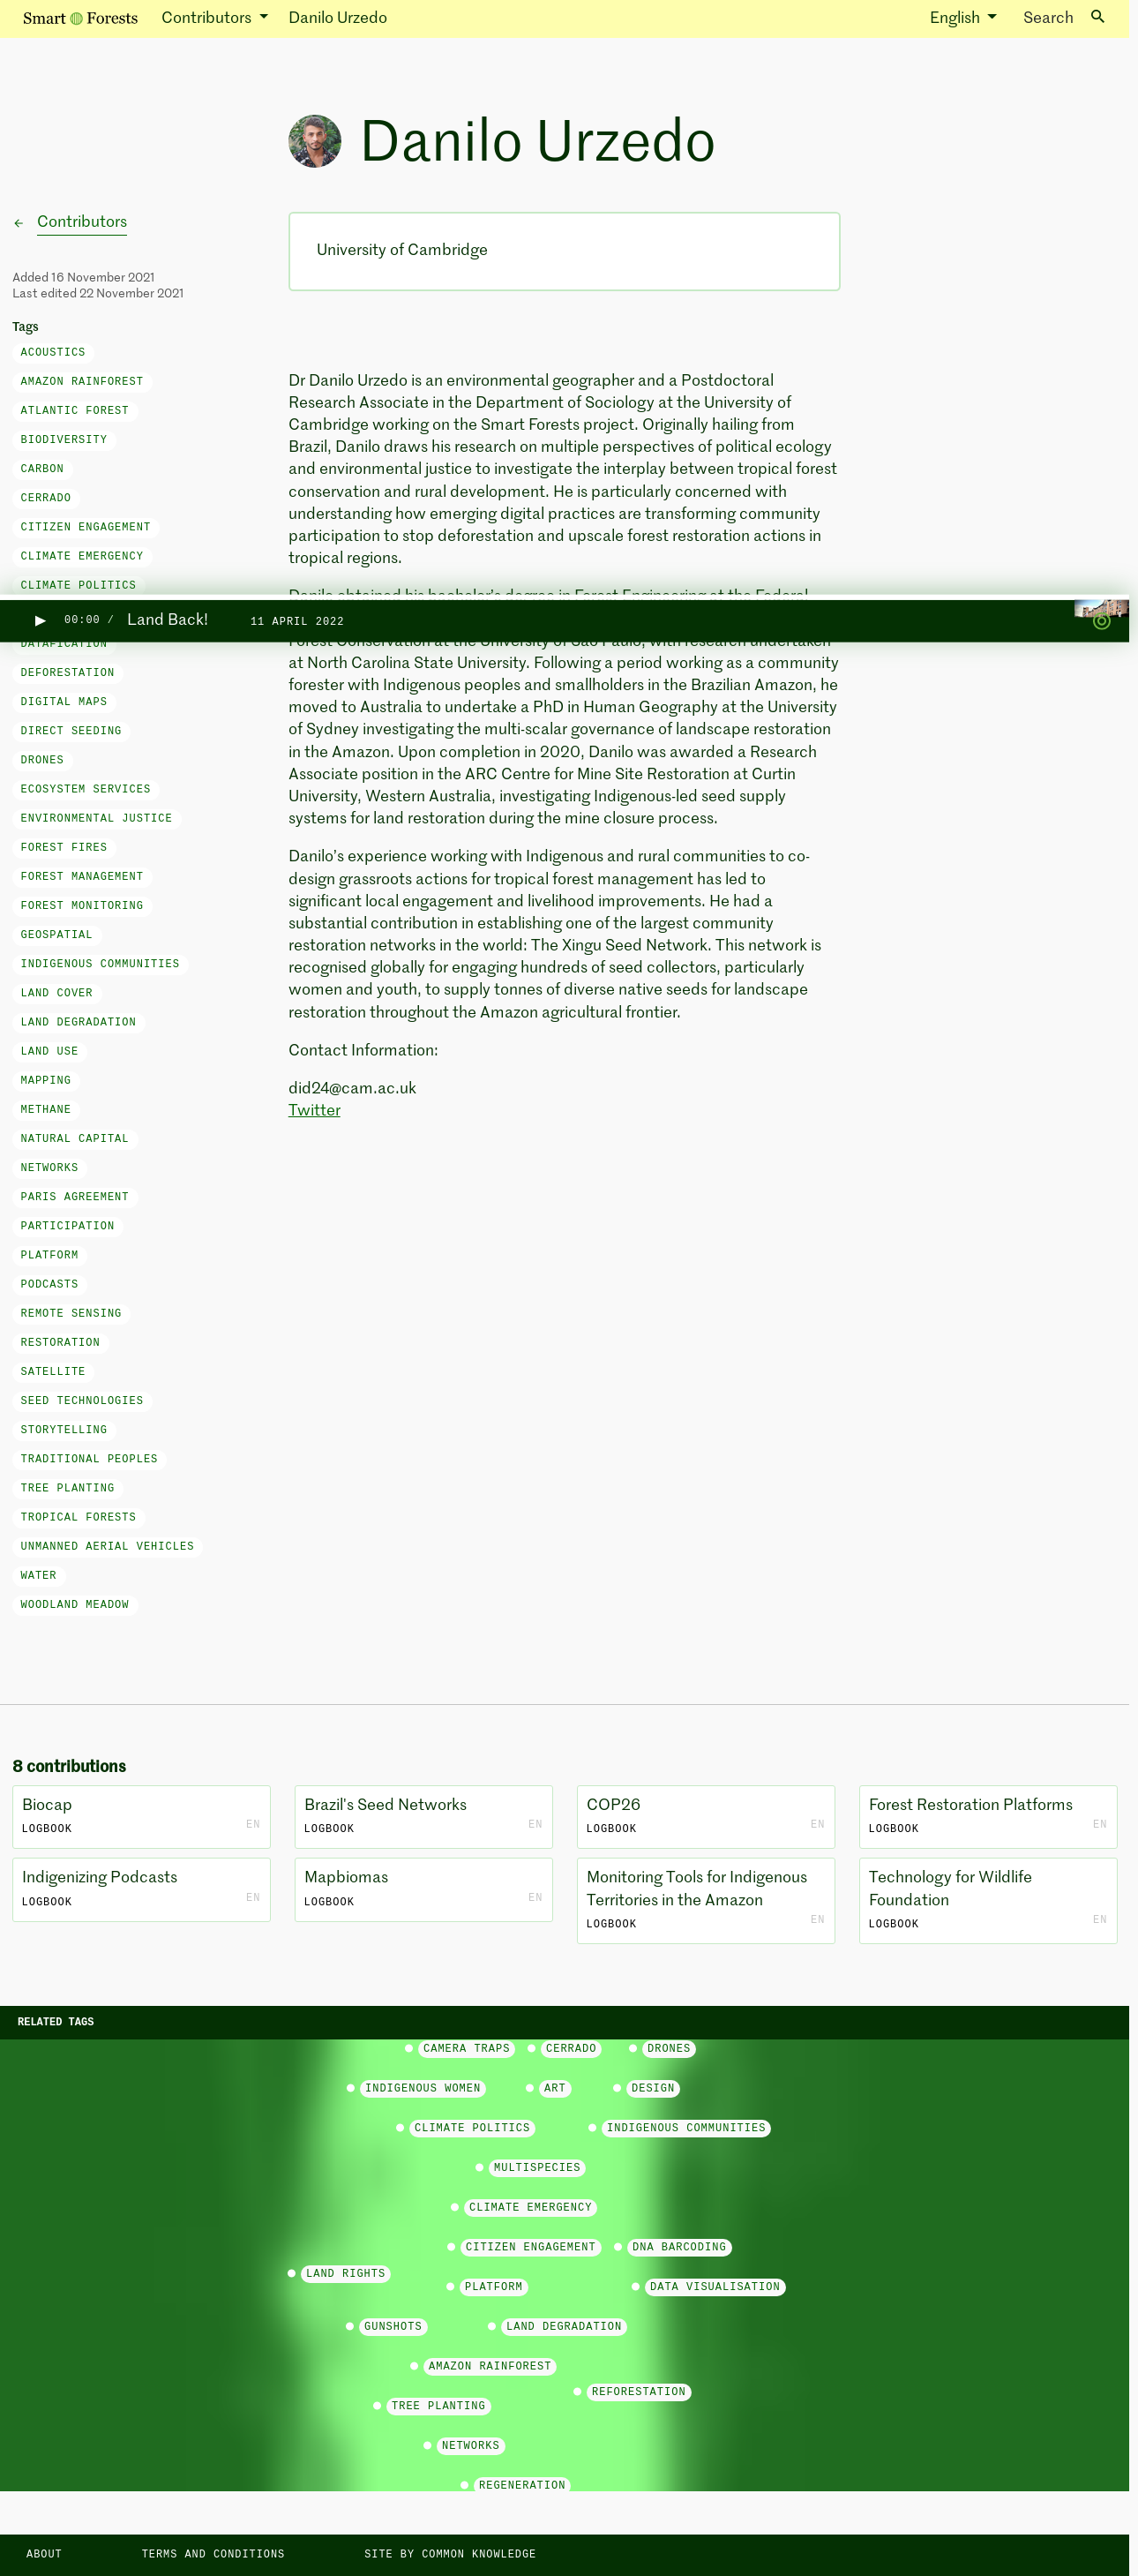 Smart Forests
Contributors
Danilo Urzedo
English
Search
Danilo Urzedo
Contributors
Added 16 November 2021
Last edited 22 November 2021
Tags
ACOUSTICS
AMAZON RAINFOREST
ATLANTIC FOREST
BIODIVERSITY
CARBON
CERRADO
CITIZEN ENGAGEMENT
CLIMATE EMERGENCY
CLIMATE POLITICS
DATAFICATION
DEFORESTATION
DIGITAL MAPS
DIRECT SEEDING
DRONES
ECOSYSTEM SERVICES
ENVIRONMENTAL JUSTICE
FOREST FIRES
FOREST MANAGEMENT
FOREST MONITORING
GEOSPATIAL
INDIGENOUS COMMUNITIES
LAND COVER
LAND DEGRADATION
LAND USE
MAPPING
METHANE
NATURAL CAPITAL
NETWORKS
PARIS AGREEMENT
PARTICIPATION
PLATFORM
PODCASTS
REMOTE SENSING
RESTORATION
SATELLITE
SEED TECHNOLOGIES
STORYTELLING
TRADITIONAL PEOPLES
TREE PLANTING
TROPICAL FORESTS
UNMANNED AERIAL VEHICLES
WATER
WOODLAND MEADOW
University of Cambridge
Dr Danilo Urzedo is an environmental geographer and a Postdoctoral
Research Associate in the Department of Sociology at the University of
Cambridge working on the Smart Forests project. Originally hailing from
Brazil, Danilo draws his research on multiple perspectives of political ecology
and environmental justice to investigate the interplay between tropical forest
conservation and rural development. He is particularly concerned with
understanding how emerging digital practices are transforming community
participation to stop deforestation and upscale forest restoration actions in
tropical regions.
Danilo obtained his bachelor's degree in Forest Engineering at the Federal
▶ 00:00 / Land Back! 11 APRIL 2022
Forest Conservation at the University of São Paulo, with research undertaken
at North Carolina State University. Following a period working as a community
forester with Indigenous peoples and smallholders in the Brazilian Amazon, he
moved to Australia to undertake a PhD in Human Geography at the University
of Sydney investigating the multi-scalar governance of landscape restoration
in the Amazon. Upon completion in 2020, Danilo was awarded a Research
Associate position in the ARC Centre for Mine Site Restoration at Curtin
University, Western Australia, investigating Indigenous-led seed supply
systems for land restoration during the mine closure process.
Danilo’s experience working with Indigenous and rural communities to co-
design grassroots actions for tropical forest management has led to
significant local engagement and livelihood improvements. He had a
substantial contribution in establishing one of the largest community
restoration networks in the world: The Xingu Seed Network. This network is
recognised globally for engaging hundreds of seed collectors, particularly
women and youth, to supply tonnes of diverse native seeds for landscape
restoration throughout the Amazon agricultural frontier.
Contact Information:
did24@cam.ac.uk
Twitter
8 contributions
Biocap
LOGBOOK EN
Brazil's Seed Networks
LOGBOOK EN
COP26
LOGBOOK EN
Forest Restoration Platforms
LOGBOOK EN
Indigenizing Podcasts
LOGBOOK EN
Mapbiomas
LOGBOOK EN
Monitoring Tools for Indigenous
Territories in the Amazon
LOGBOOK EN
Technology for Wildlife
Foundation
LOGBOOK EN
RELATED TAGS
CAMERA TRAPS CERRADO DRONES
INDIGENOUS WOMEN ART DESIGN
CLIMATE POLITICS INDIGENOUS COMMUNITIES
MULTISPECIES
CLIMATE EMERGENCY
CITIZEN ENGAGEMENT DNA BARCODING
LAND RIGHTS
PLATFORM DATA VISUALISATION
GUNSHOTS LAND DEGRADATION
AMAZON RAINFOREST
REFORESTATION
TREE PLANTING
NETWORKS
REGENERATION
ABOUT TERMS AND CONDITIONS SITE BY COMMON KNOWLEDGE